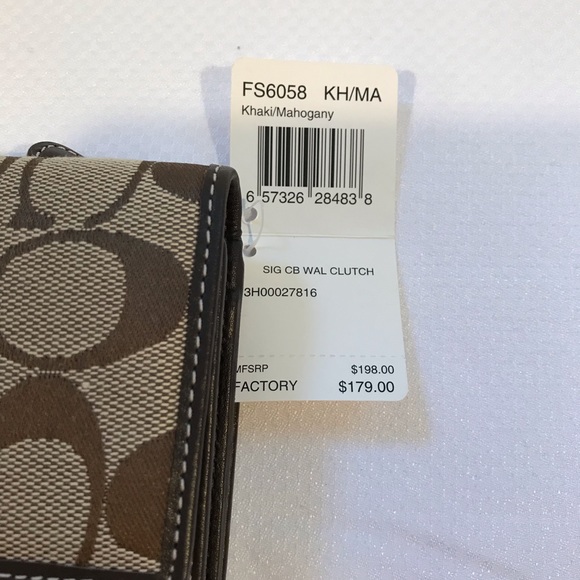 FS6058 KH/MA
Khaki/Mahogany
6 57326 28483 8
SIG CB WAL CLUTCH
3H00027816
MFSRP $198.00
FACTORY $179.00